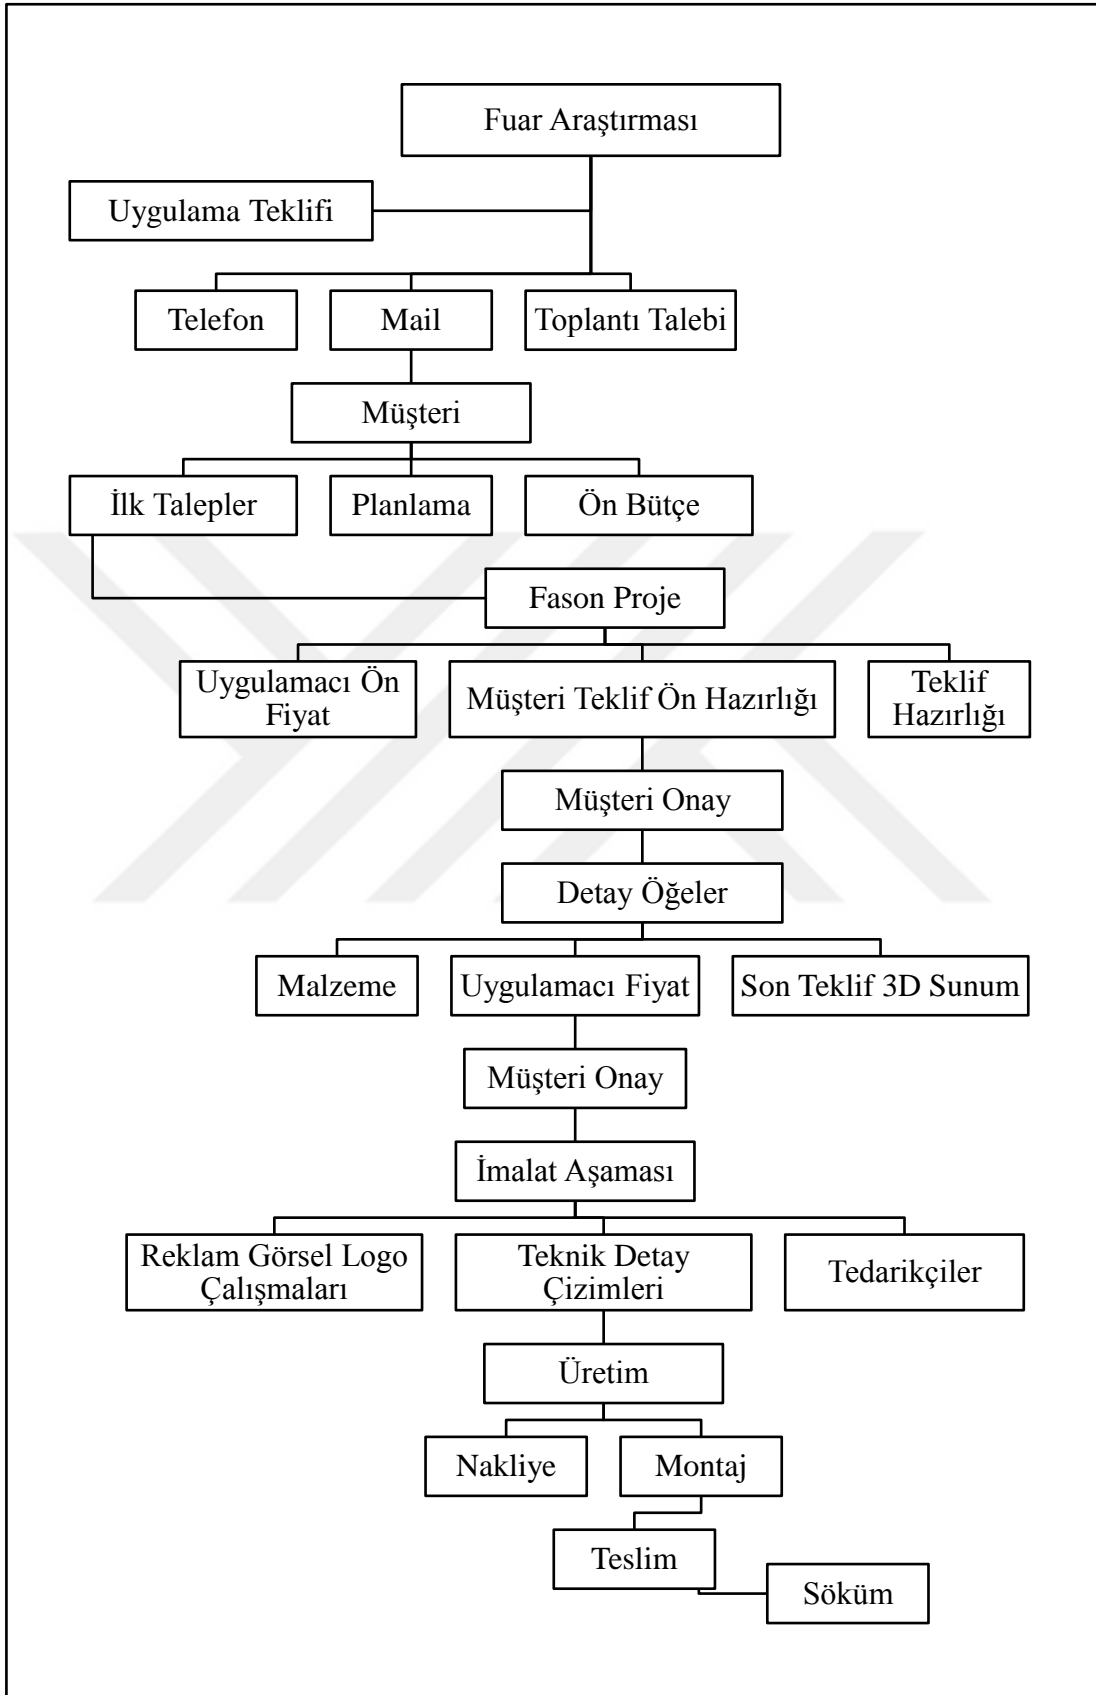 Fuar Araştırması
Uygulama Teklifi
Telefon
Mail
Toplantı Talebi
Müşteri
İlk Talepler
Planlama
Ön Bütçe
Fason Proje
Uygulamacı Ön
Fiyat
Müşteri Teklif Ön Hazırlığı
Teklif
Hazırlığı
Müşteri Onay
Detay Öğeler
Malzeme
Uygulamacı Fiyat
Son Teklif 3D Sunum
Müşteri Onay
İmalat Aşaması
Reklam Görsel Logo
Çalışmaları
Teknik Detay
Çizimleri
Tedarikçiler
Üretim
Nakliye
Montaj
Teslim
Söküm